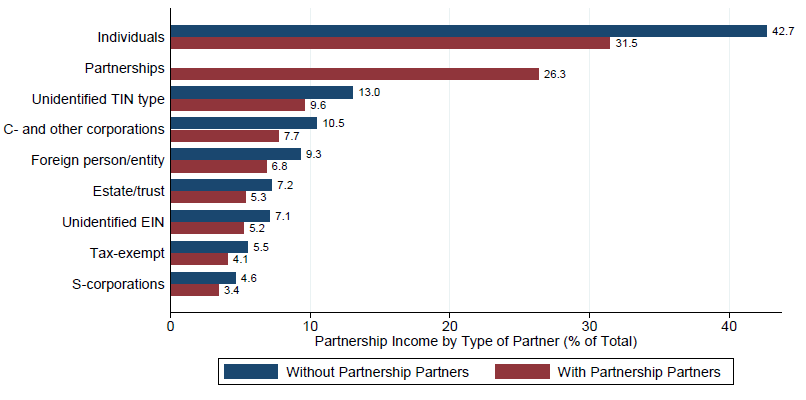 Individuals
42.7
31.5
Partnerships
26.3
Unidentified TIN type
13.0
9.6
C- and other corporations
10.5
7.7
Foreign person/entity
9.3
6.8
Estate/trust
7.2
5.3
Unidentified EIN
7.1
5.2
Tax-exempt
5.5
4.1
S-corporations
4.6
3.4
0 10 20 30 40
Partnership Income by Type of Partner (% of Total)
Without Partnership Partners With Partnership Partners